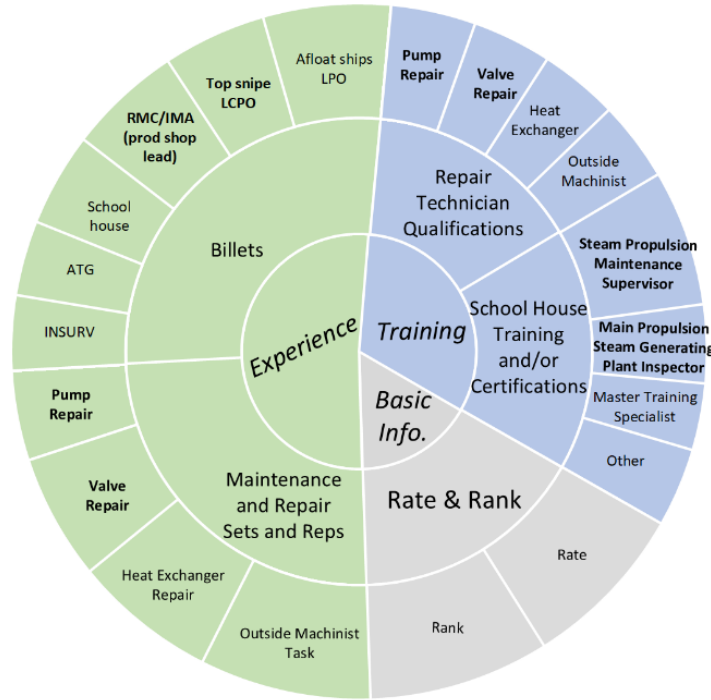 Afloat ships
LPO
Top snipe
LCPO
RMC/IMA
(prod shop
lead)
School
house
ATG
INSURV
Billets
Experience
Pump
Repair
Valve
Repair
Heat Exchanger
Repair
Outside Machinist
Task
Maintenance
and Repair
Sets and Reps
Pump
Repair
Valve
Repair
Heat
Exchanger
Outside
Machinist
Repair
Technician
Qualifications
Training
School House
Training
and/or
Certifications
Steam Propulsion
Maintenance
Supervisor
Main Propulsion
Steam Generating
Plant Inspector
Master Training
Specialist
Other
Basic
Info.
Rate & Rank
Rate
Rank